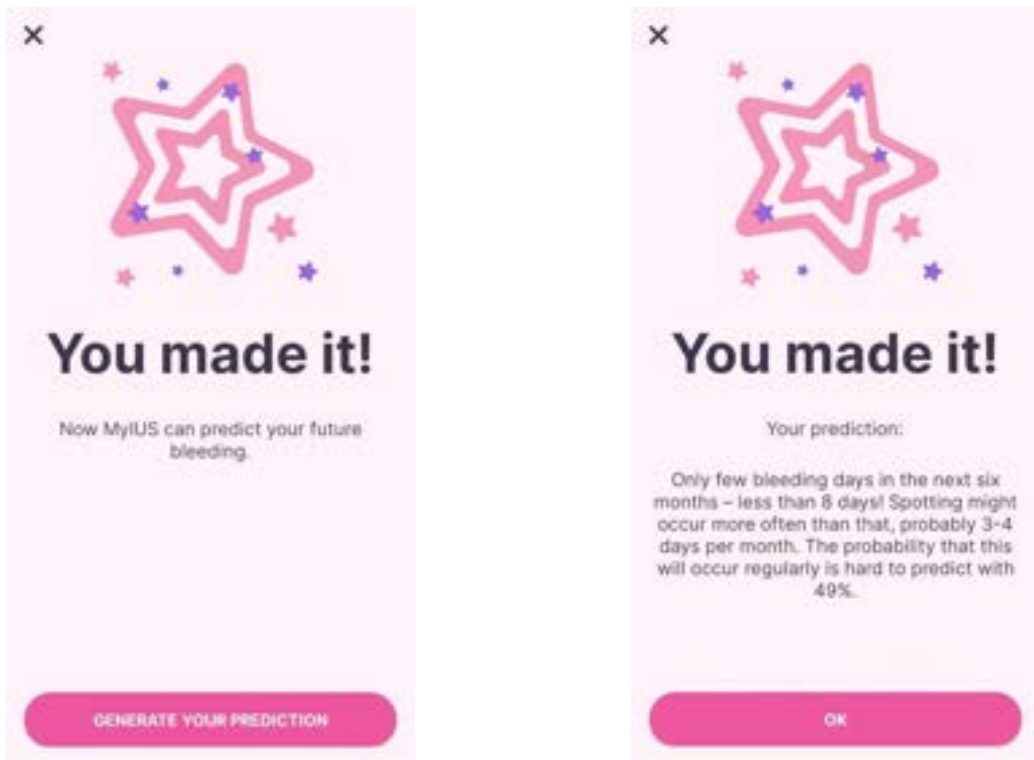 You made it!
Now MyIUS can predict your future
bleeding.
GENERATE YOUR PREDICTION
You made it!
Your prediction:
Only few bleeding days in the next six
months – less than 8 days! Spotting might
occur more often than that, probably 3-4
days per month. The probability that this
will occur regularly is hard to predict with
49%.
OK